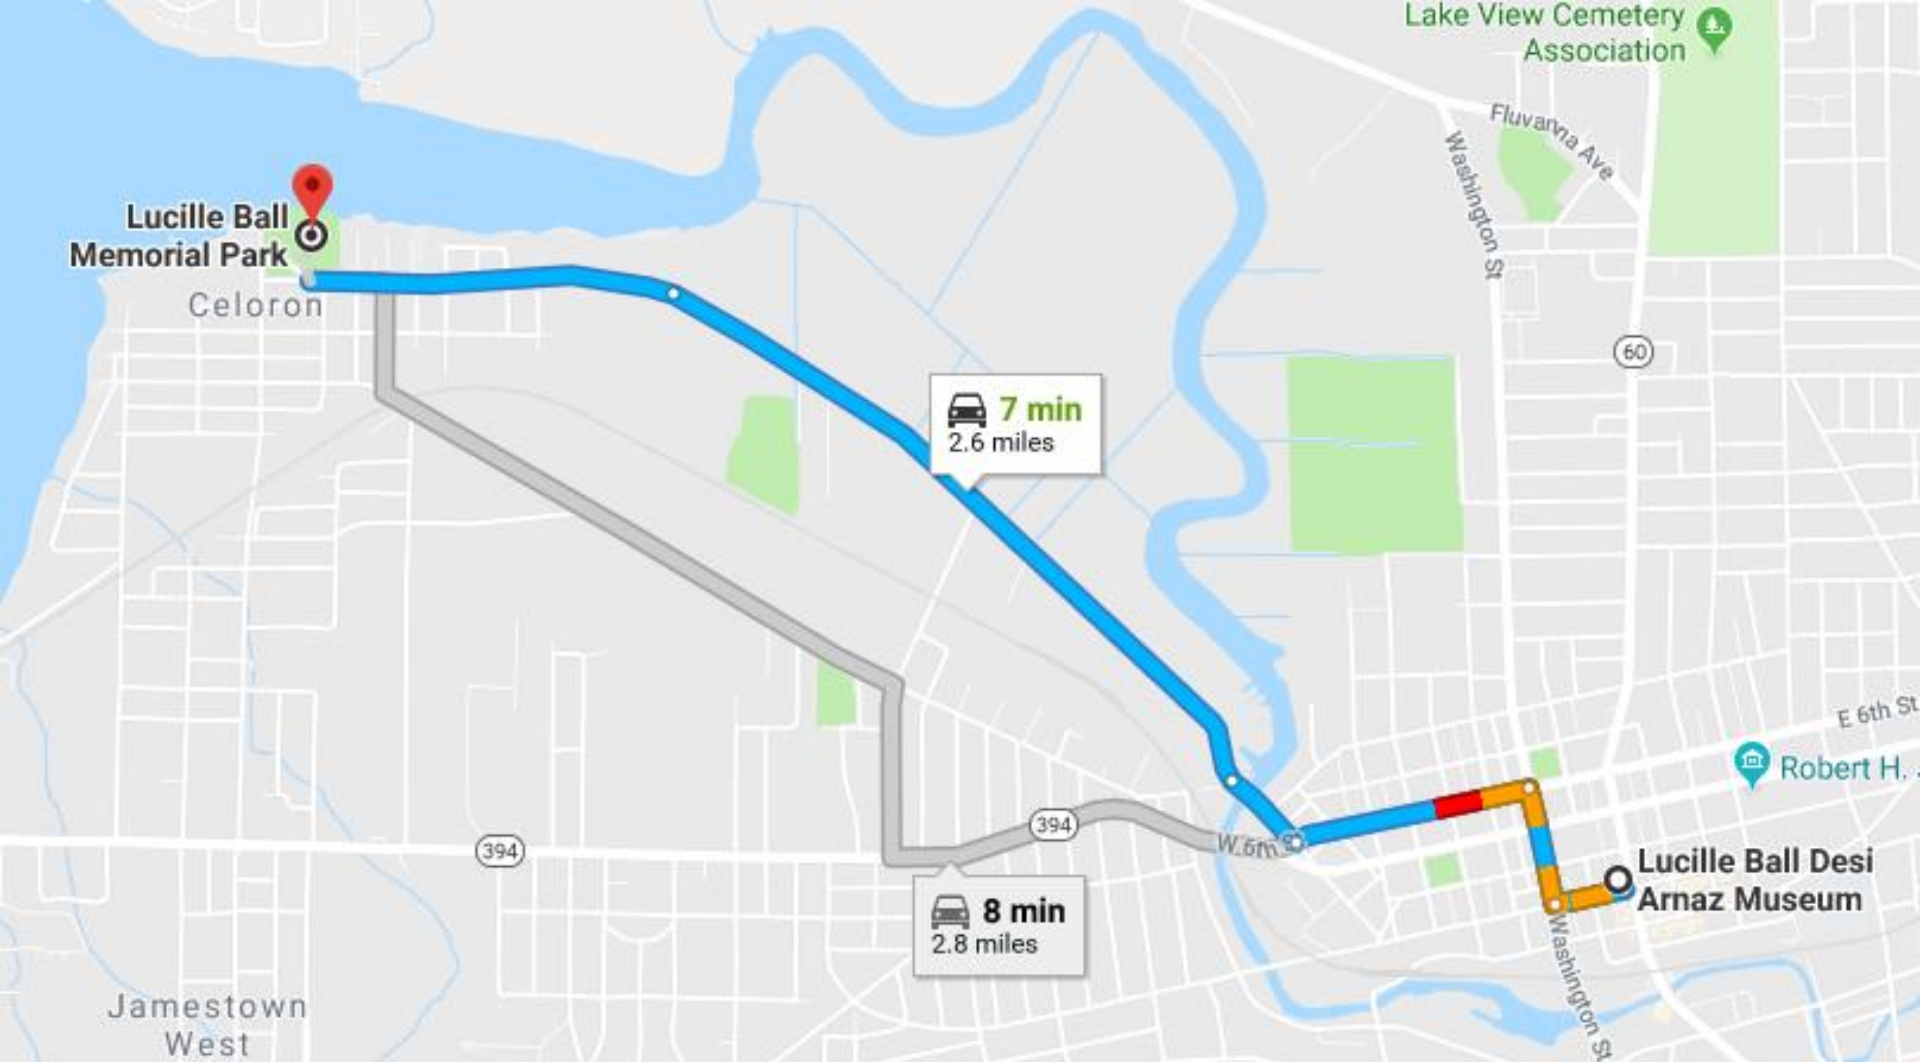 Lake View Cemetery
Association
Fluvanna Ave
Washington St
Lucille Ball
Memorial Park
Celoron
60
7 min
2.6 miles
E 6th St
Robert H.
394
394
W 6th St
Lucille Ball Desi
Arnaz Museum
8 min
2.8 miles
Washington St
Jamestown
West